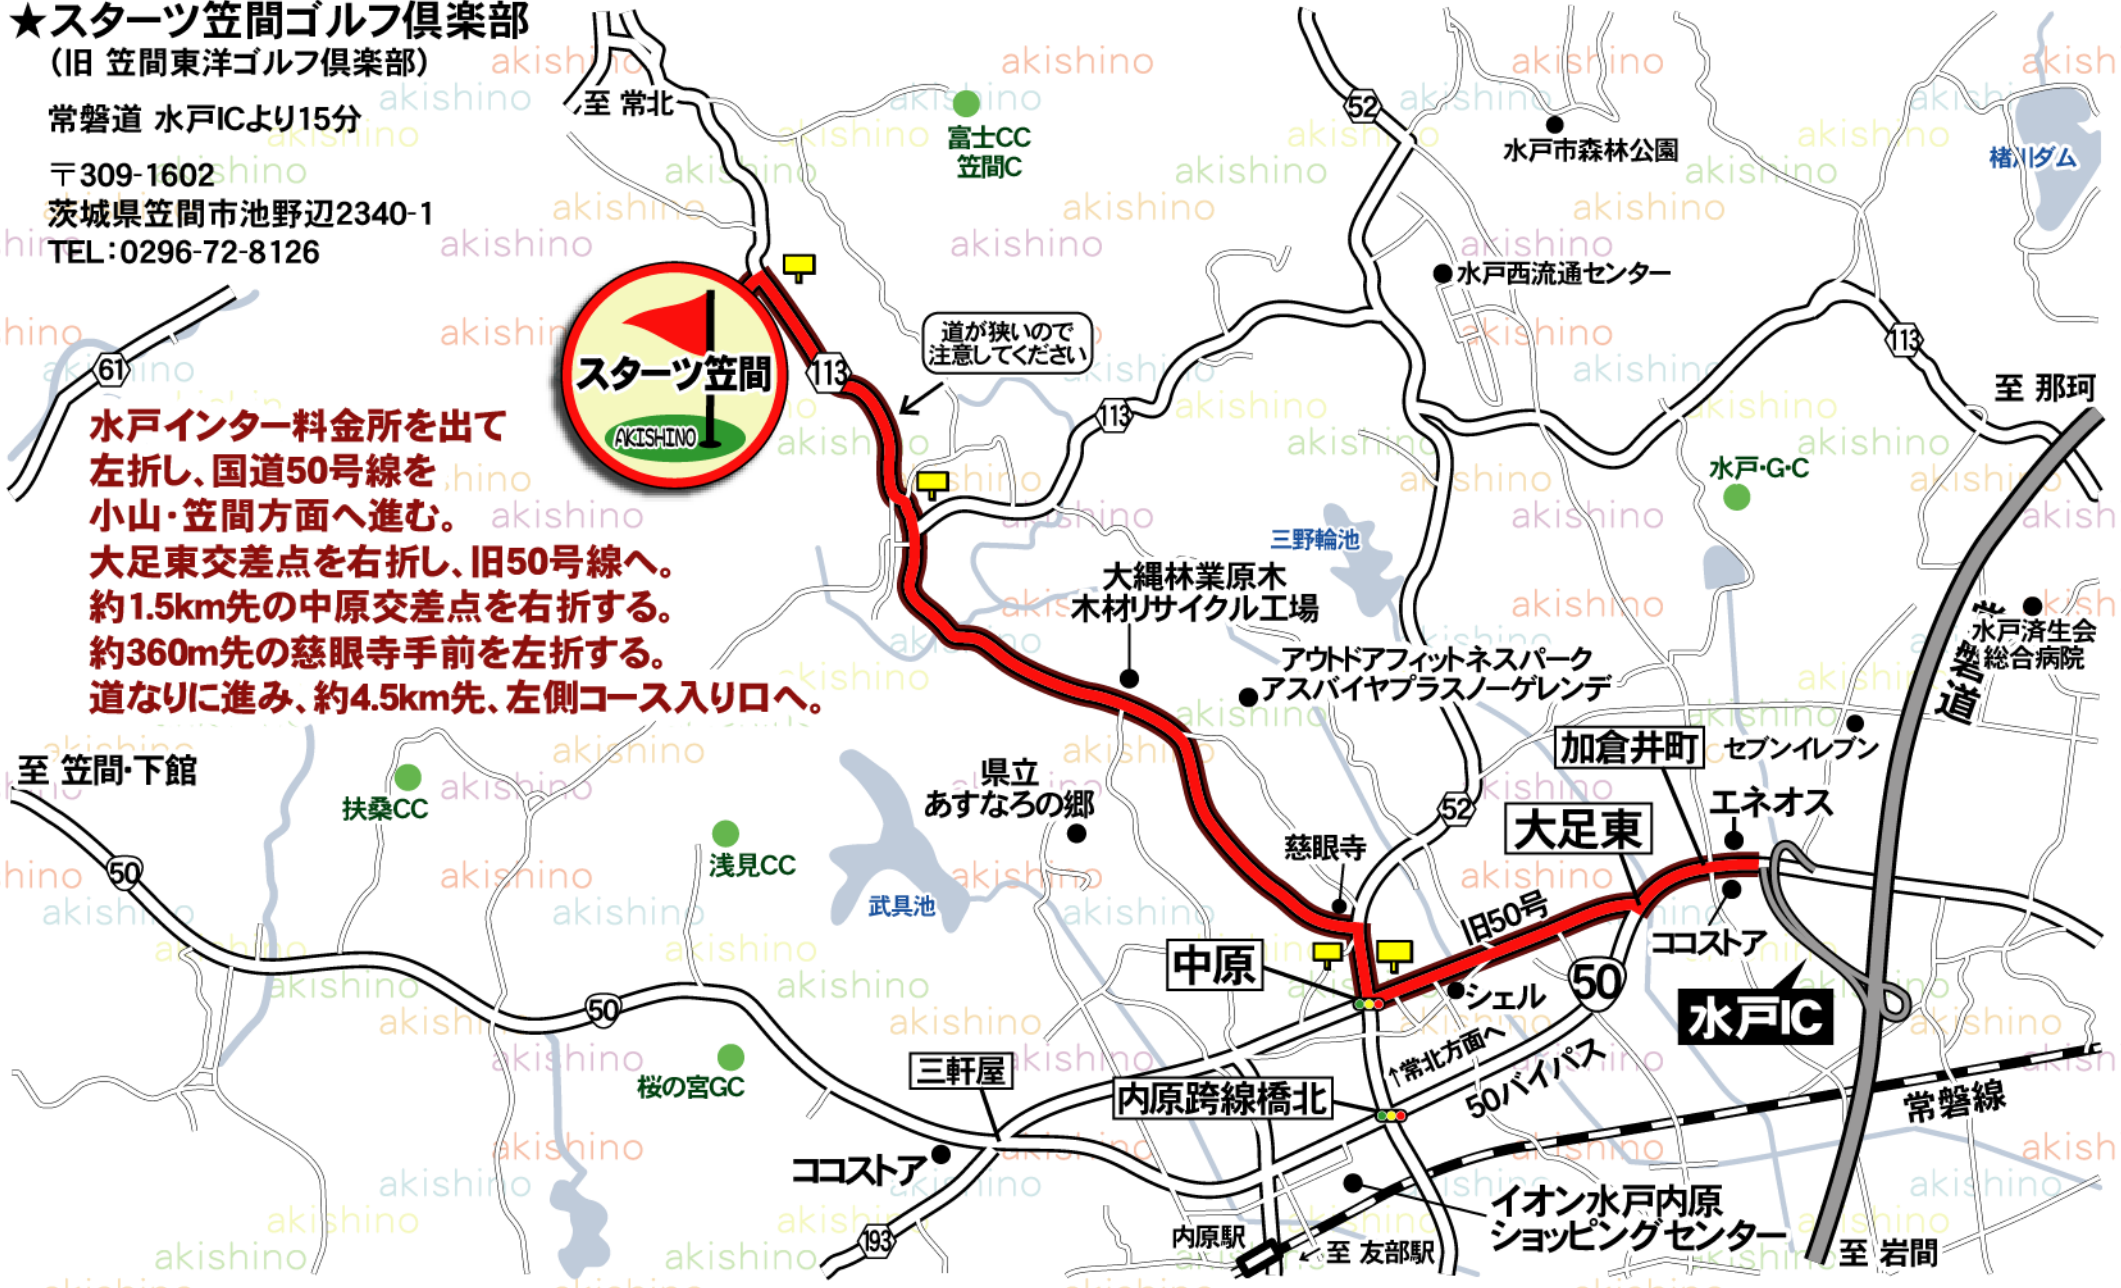 ★スターツ笠間ゴルフ倶楽部
（旧 笠間東洋ゴルフ倶楽部）
常磐道 水戸ICより15分
〒309-1602
茨城県笠間市池野辺2340-1
TEL：0296-72-8126
至 常北
富士CC
笠間C
52
水戸市森林公園
楮川ダム
水戸西流通センター
61
道が狭いので
注意してください
スターツ笠間
AKISHINO
113
113
113
至 那珂
水戸インター料金所を出て
左折し、国道50号線を
小山・笠間方面へ進む。
大足東交差点を右折し、旧50号線へ。
約1.5km先の中原交差点を右折する。
約360m先の慈眼寺手前を左折する。
道なりに進み、約4.5km先、左側コース入り口へ。
水戸・G・C
三野輪池
大縄林業原木
木材リサイクル工場
アウトドアフィットネスパーク
アスパイヤプラスノーゲレンデ
水戸済生会
総合病院
常磐道
加倉井町
セブンイレブン
エネオス
大足東
52
至 笠間・下館
扶桑CC
浅見CC
県立
あすなろの郷
武具池
慈眼寺
50
旧50号
ココストア
中原
シェル
50
水戸IC
50
↑常北方面へ
50バイパス
三軒屋
内原跨線橋北
桜の宮GC
常磐線
ココストア
193
内原駅
至 友部駅
イオン水戸内原
ショッピングセンター
至 岩間
akishino